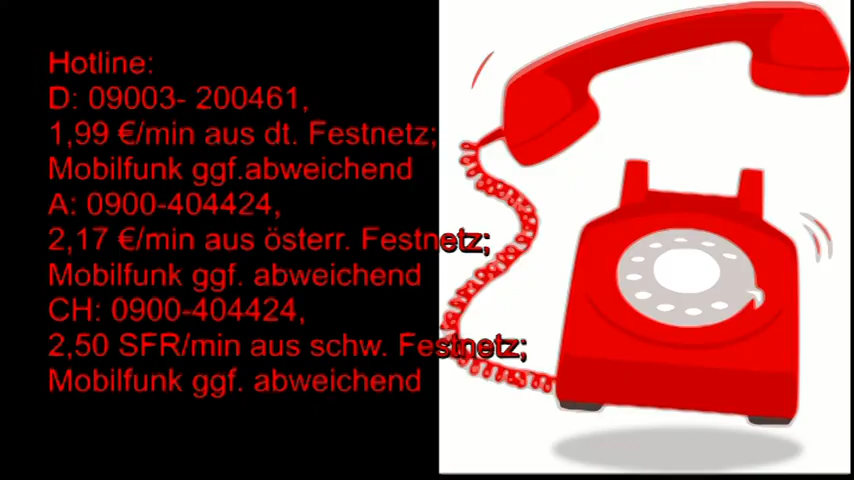 Hotline:
D: 09003- 200461,
1,99 €/min aus dt. Festnetz;
Mobilfunk ggf.abweichend
A: 0900-404424,
2,17 €/min aus österr. Festnetz;
Mobilfunk ggf. abweichend
CH: 0900-404424,
2,50 SFR/min aus schw. Festnetz;
Mobilfunk ggf. abweichend